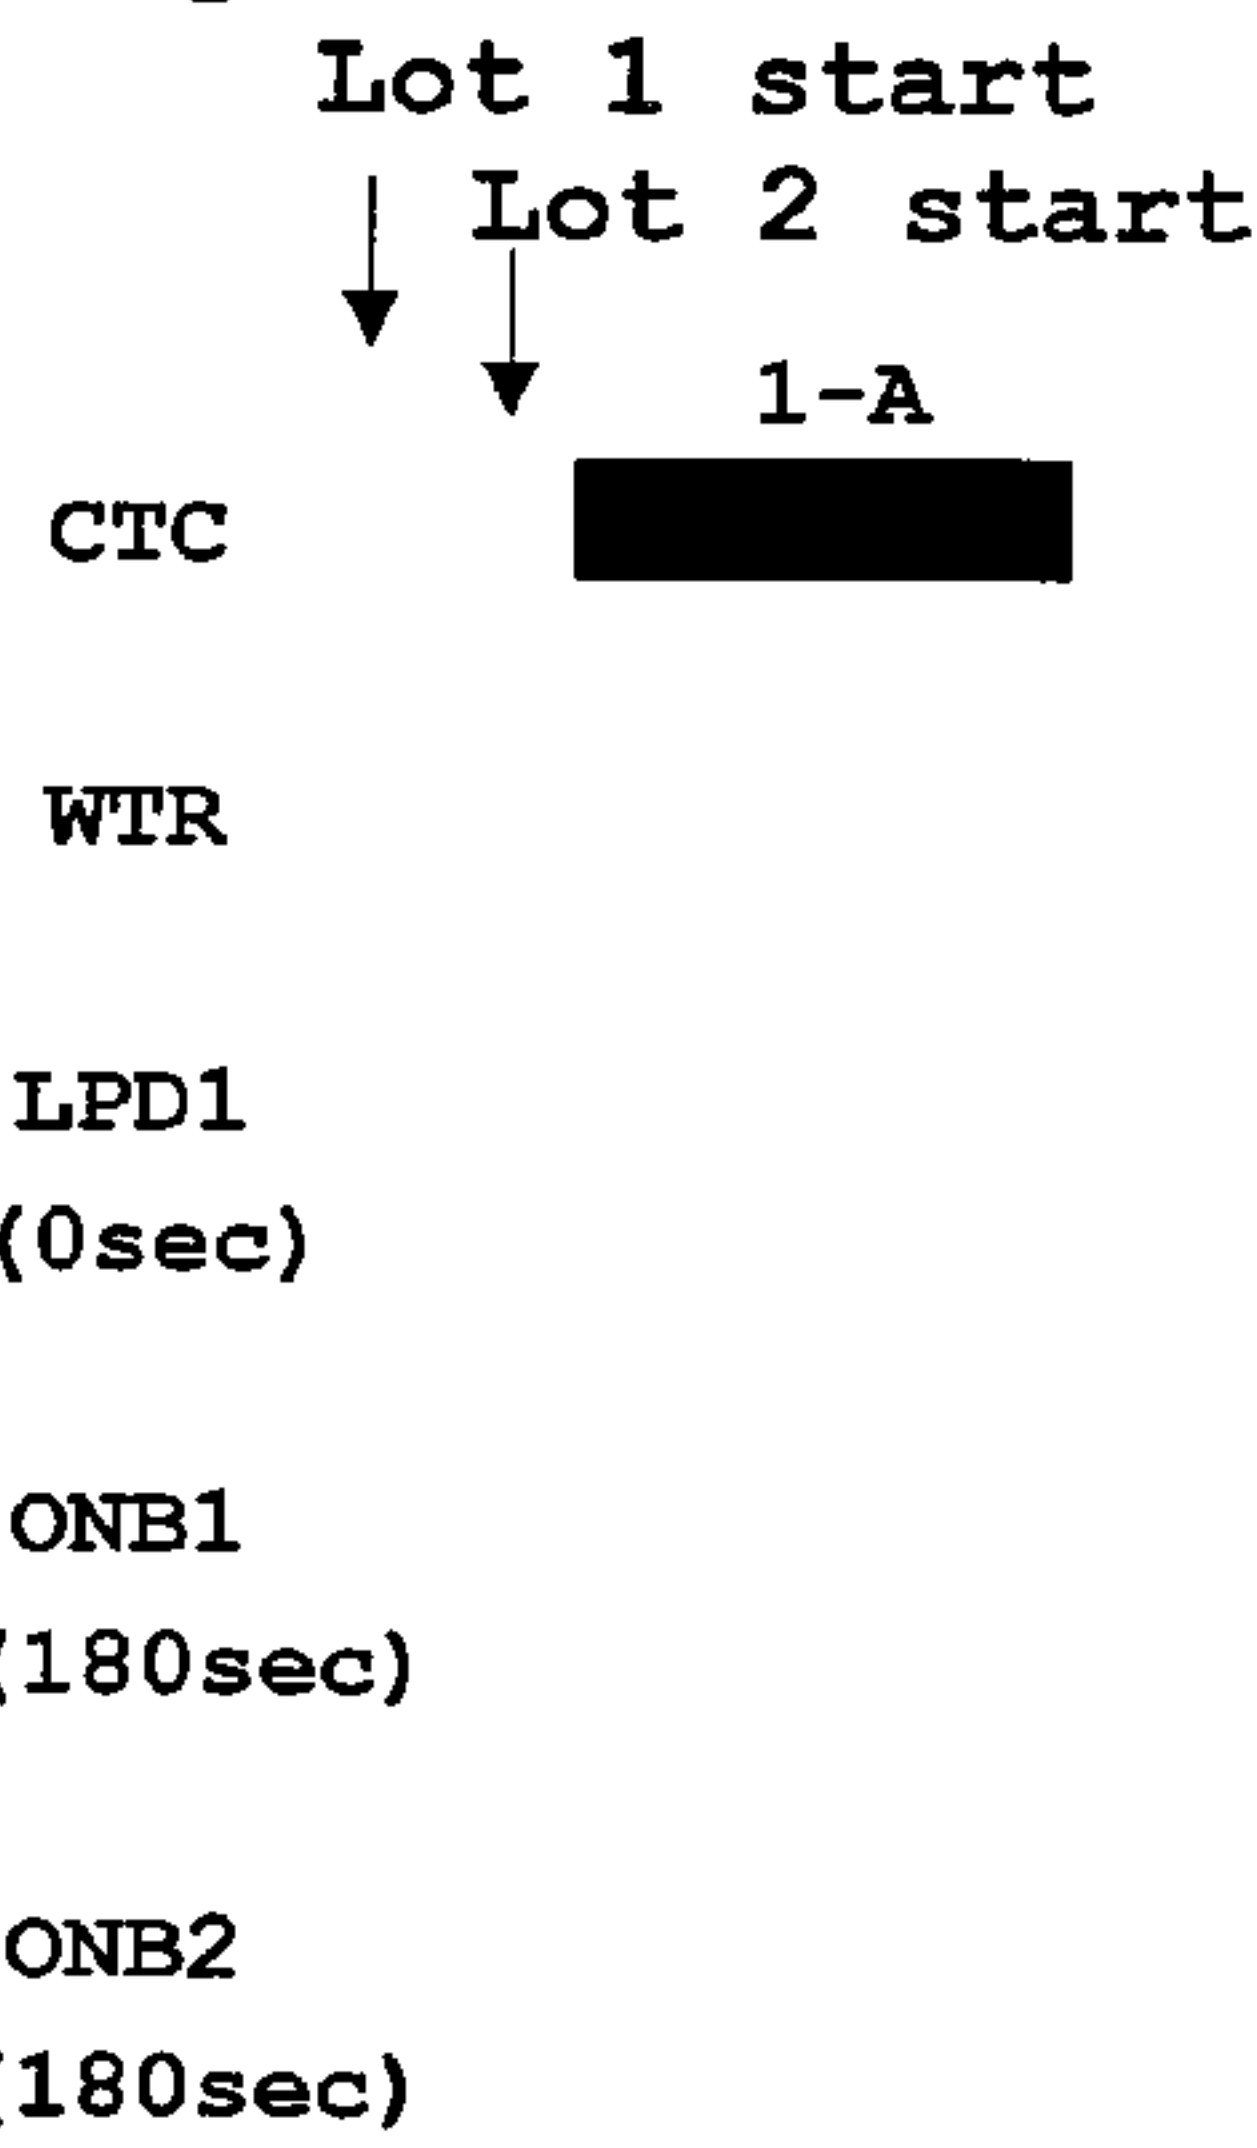 Lot 1 start
Lot 2 start
1-A
CTC
WTR
LPD1
(0sec)
ONB1
(180sec)
ONB2
(180sec)